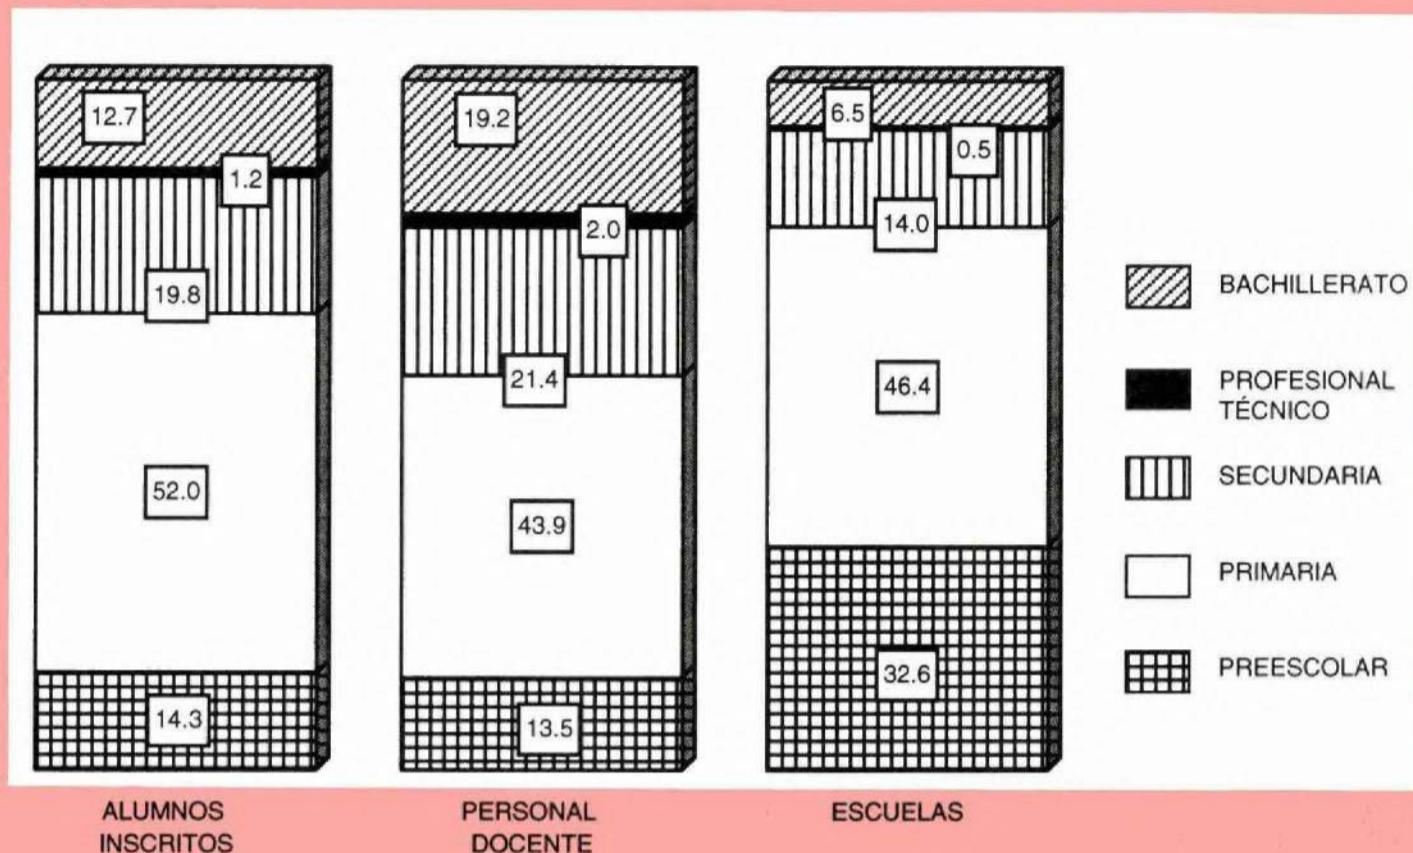 12.7
1.2
19.8
52.0
14.3
19.2
2.0
21.4
43.9
13.5
6.5
0.5
14.0
46.4
32.6
BACHILLERATO
PROFESIONAL
TÉCNICO
SECUNDARIA
PRIMARIA
PREESCOLAR
ALUMNOS
INSCRITOS
PERSONAL
DOCENTE
ESCUELAS